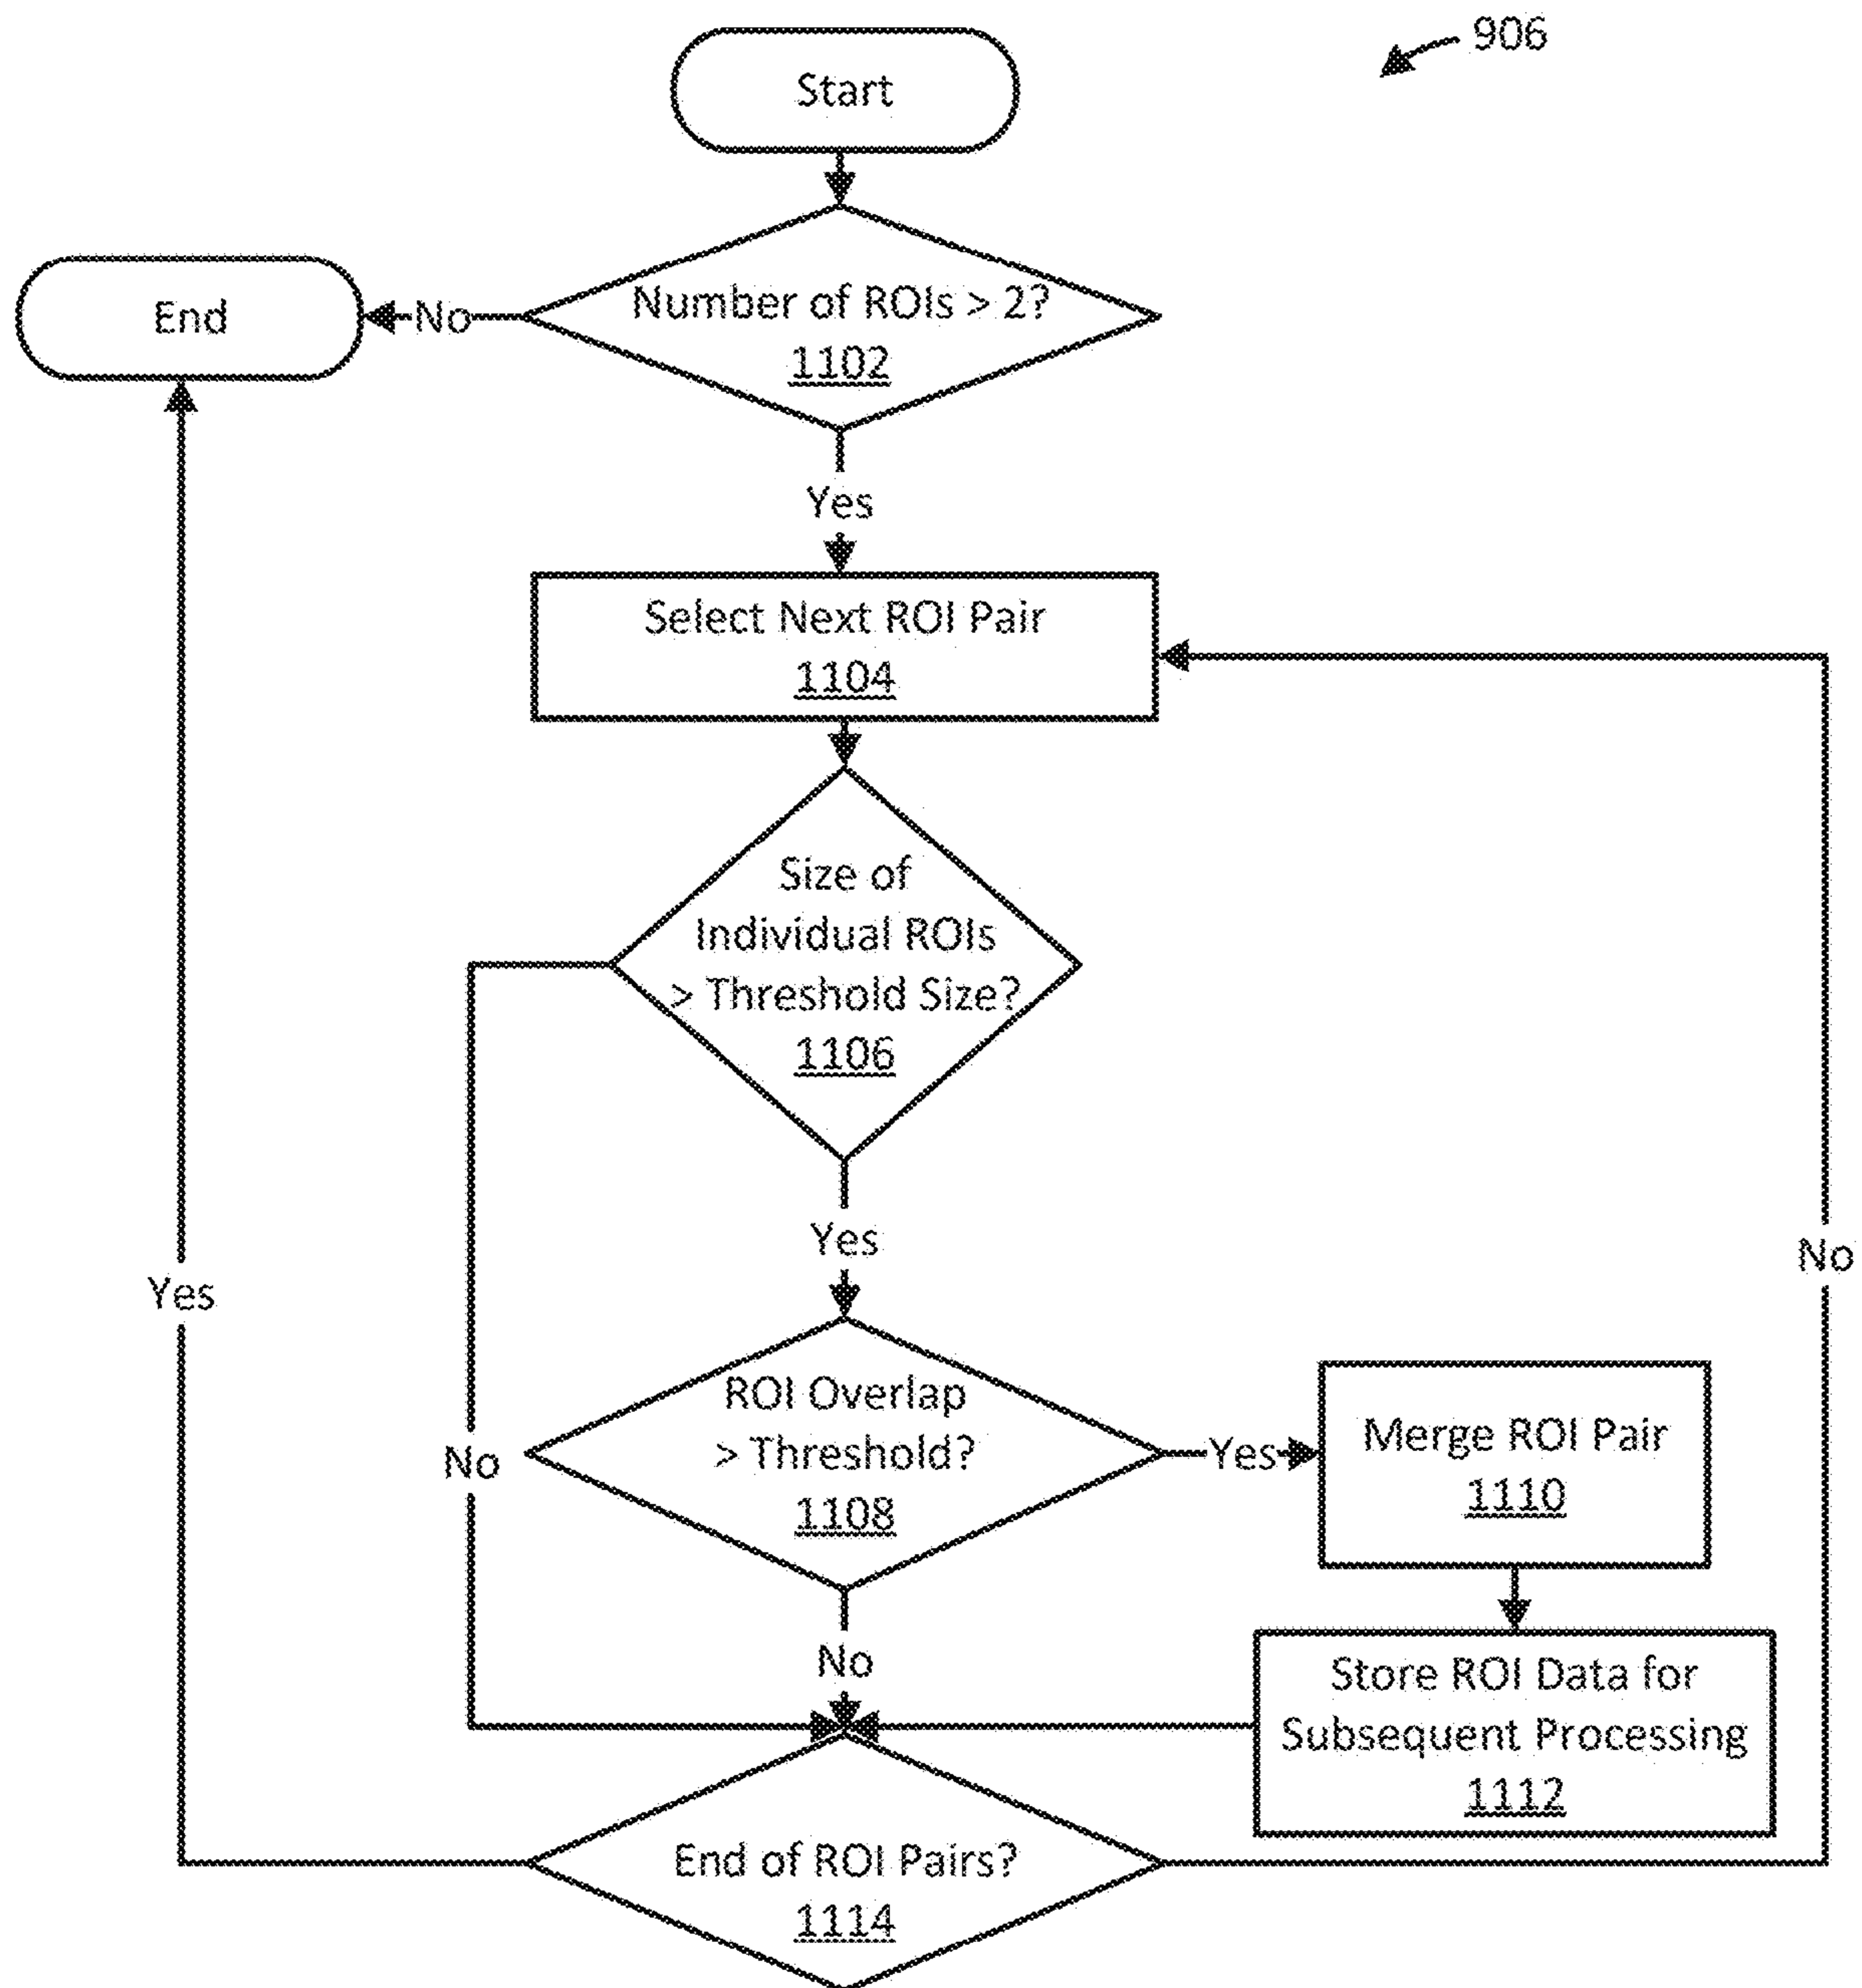 906
Start
Number of ROIs > 2?
1102
End
No
Yes
Select Next ROI Pair
1104
Size of
Individual ROIs
> Threshold Size?
1106
Yes
No
Yes
ROI Overlap
> Threshold?
1108
No
Yes
Merge ROI Pair
1110
No
Store ROI Data for
Subsequent Processing
1112
End of ROI Pairs?
1114